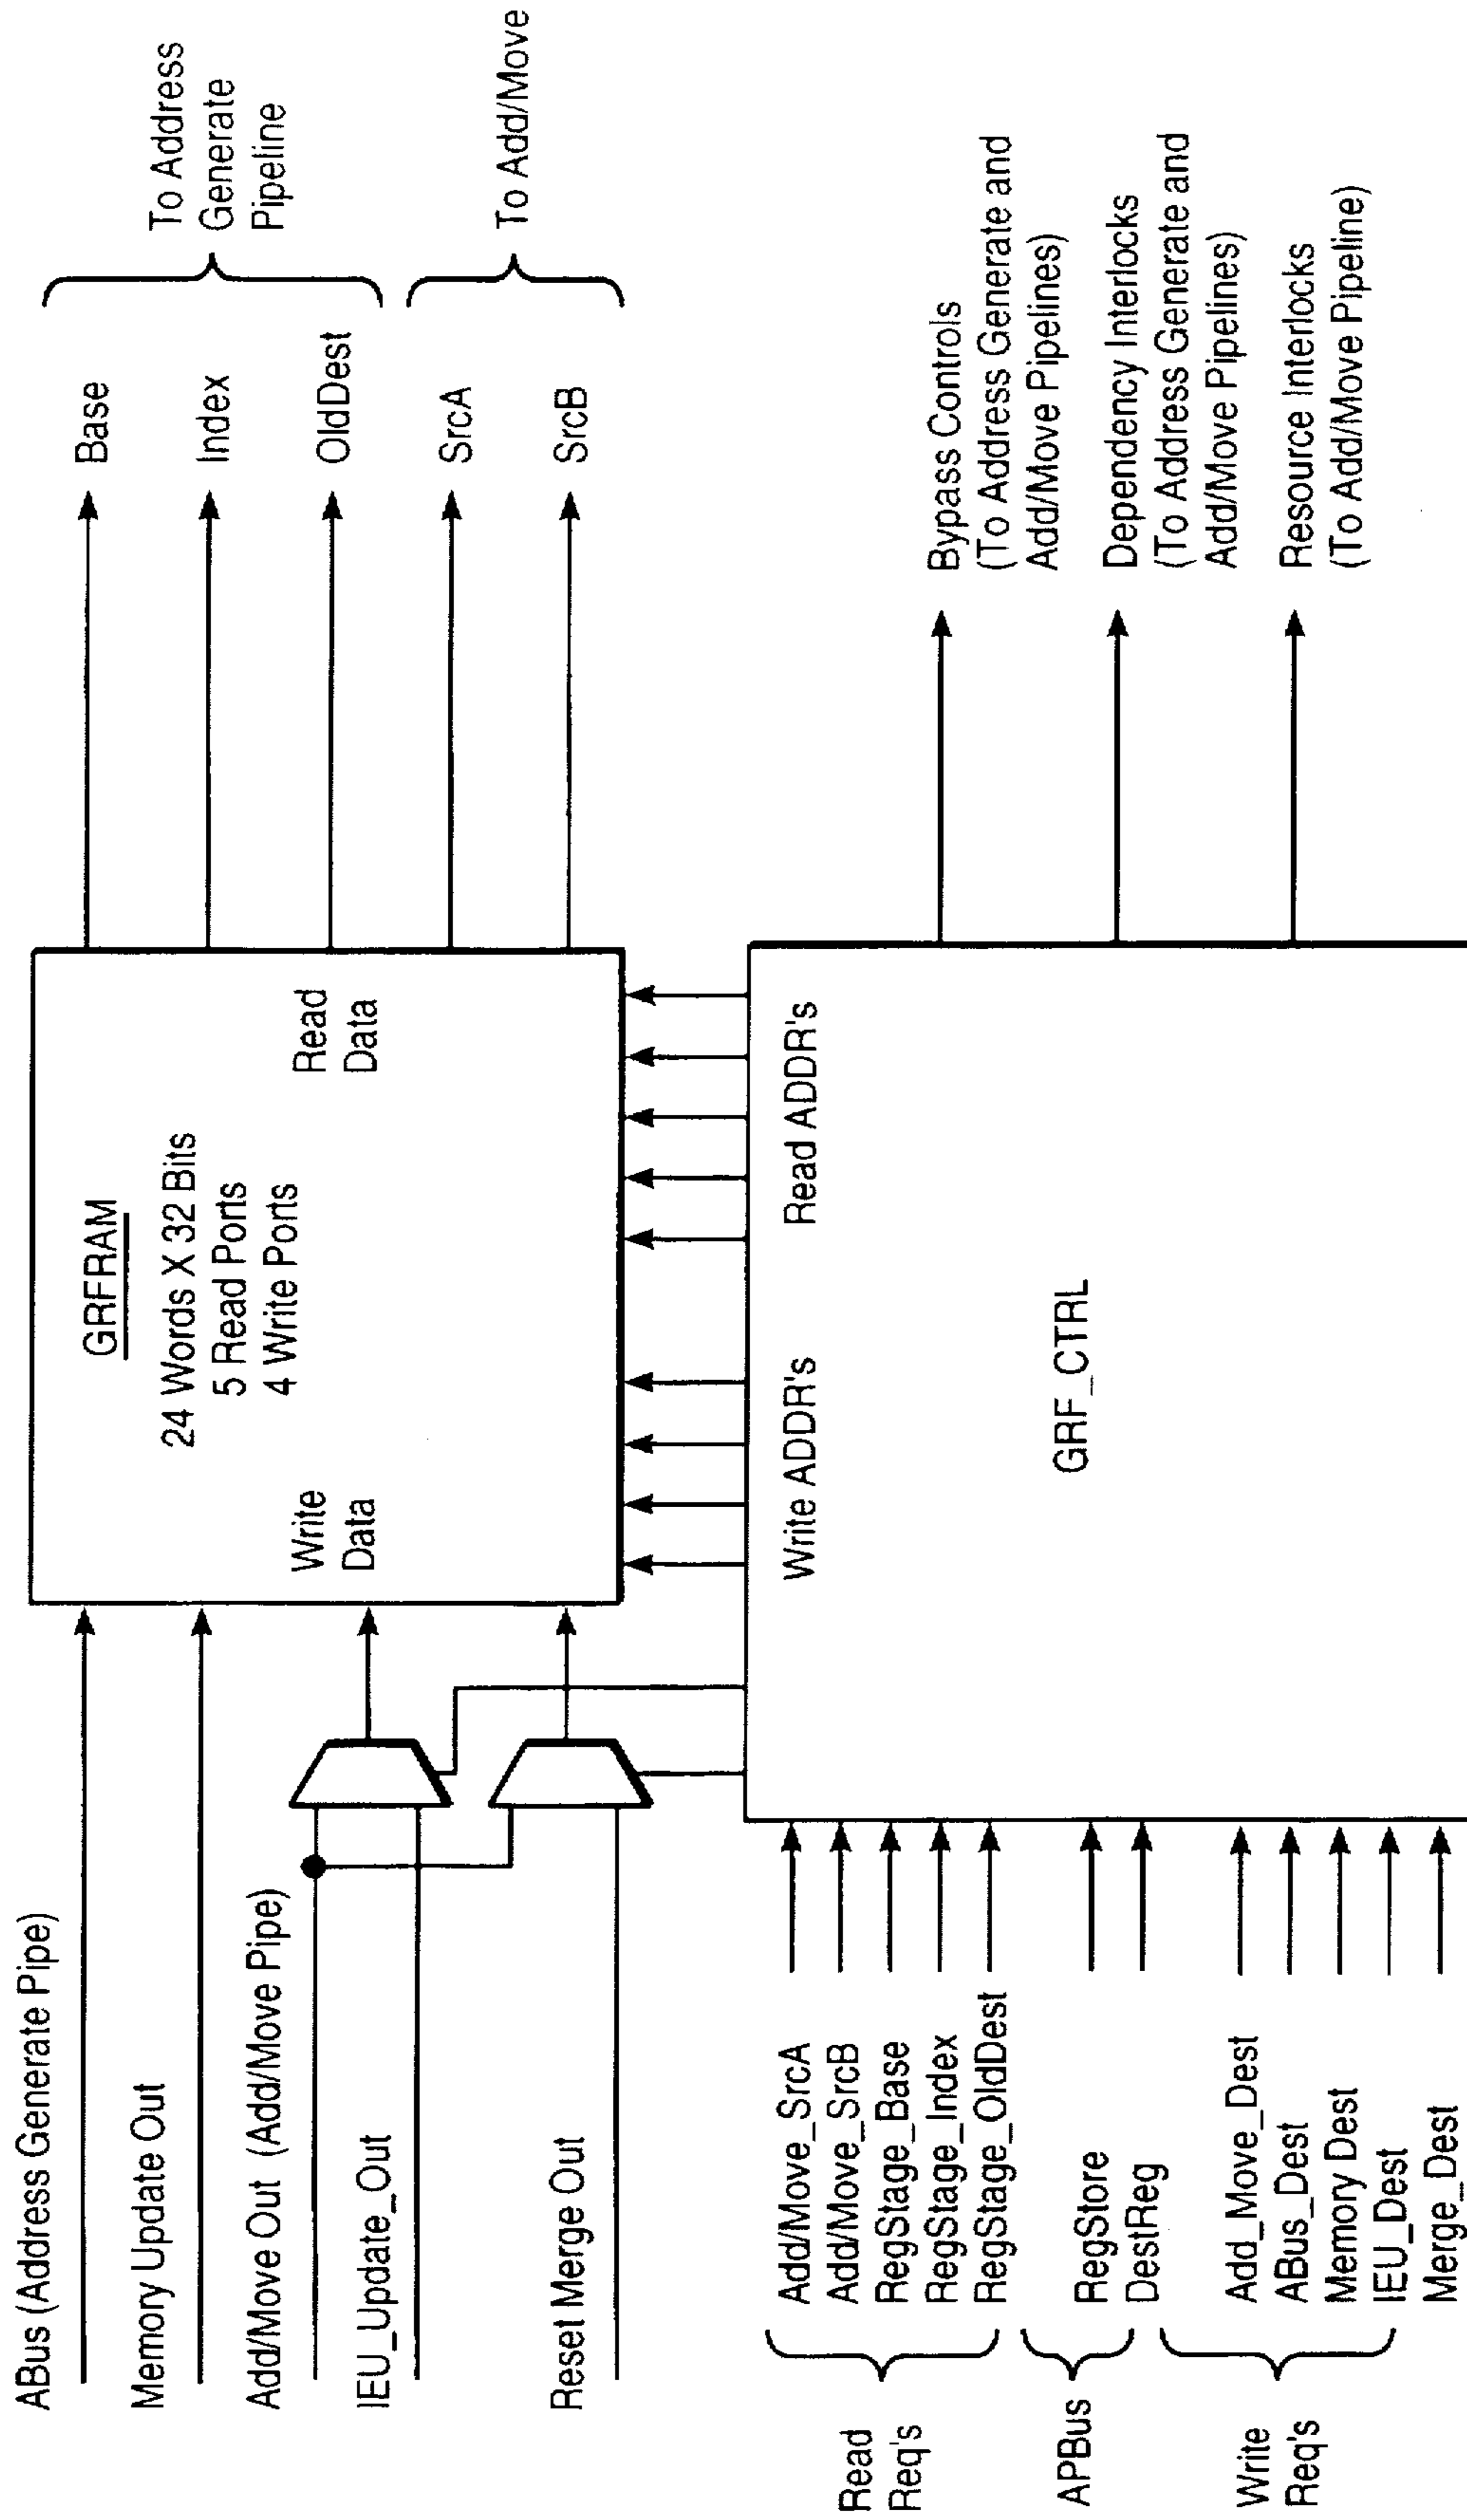 ABus (Address Generate Pipe)
Memory Update Out
Add/Move Out (Add/Move Pipe)
IEU_Update_Out
Reset Merge Out
GRFRAM
24 Words X 32 Bits
5 Read Ports
4 Write Ports
Write
Data
Read
Data
Base
Index
OldDest
SrcA
SrcB
To Address
Generate
Pipeline
To Add/Move
Write ADDR's
Read ADDR's
GRF_CTRL
Read
Req's
Add/Move_SrcA
Add/Move_SrcB
RegStage_Base
RegStage_Index
RegStage_OldDest
APBus
RegStore
DestReg
Write
Req's
Add_Move_Dest
ABus_Dest
Memory Dest
IEU_Dest
Merge_Dest
Bypass Controls
(To Address Generate and
Add/Move Pipelines)
Dependency Interlocks
(To Address Generate and
Add/Move Pipelines)
Resource Interlocks
(To Add/Move Pipeline)